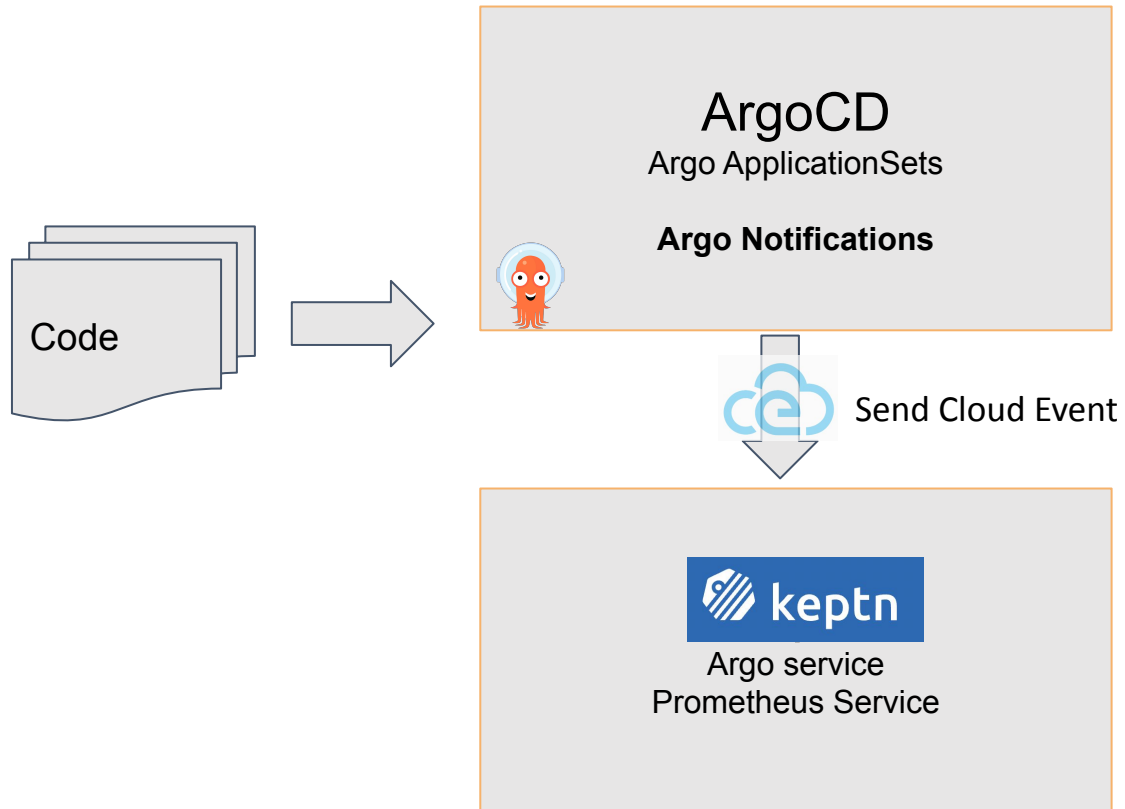 ArgoCD
Argo ApplicationSets
Argo Notifications
Code
Send Cloud Event
keptn
Argo service
Prometheus Service